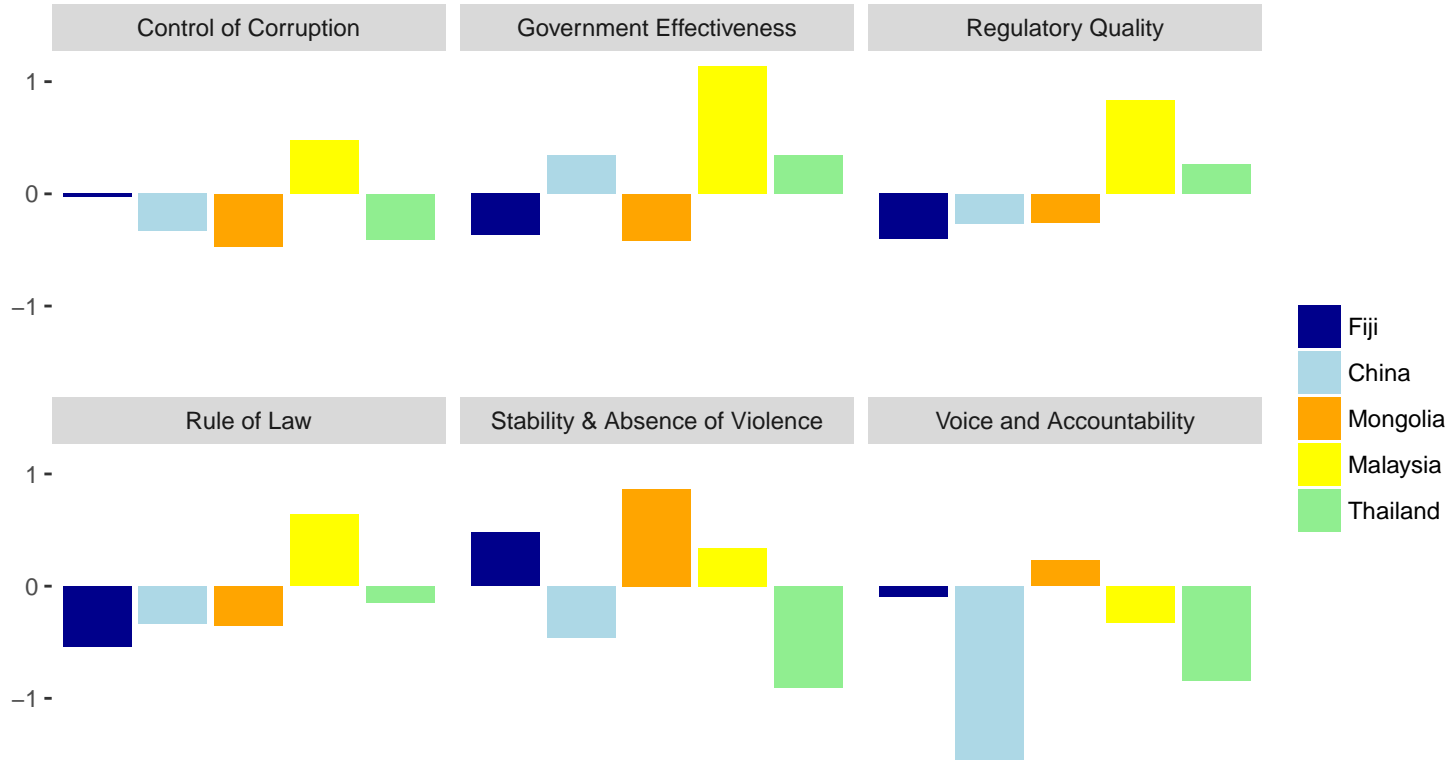 Control of Corruption
Government Effectiveness
Regulatory Quality
1
0
−1
Rule of Law
Stability & Absence of Violence
Voice and Accountability
1
0
−1
Fiji
China
Mongolia
Malaysia
Thailand